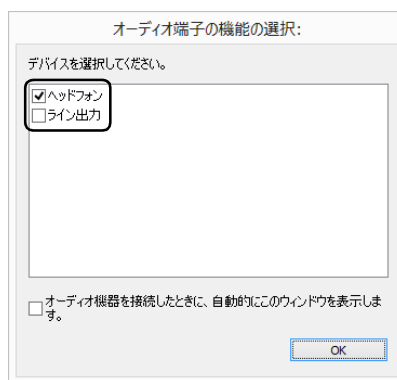 オーディオ端子の機能の選択:
デバイスを選択してください。
ヘッドフォン
ライン出力
オーディオ機器を接続したときに、自動的にこのウィンドウを表示しま
す。
OK